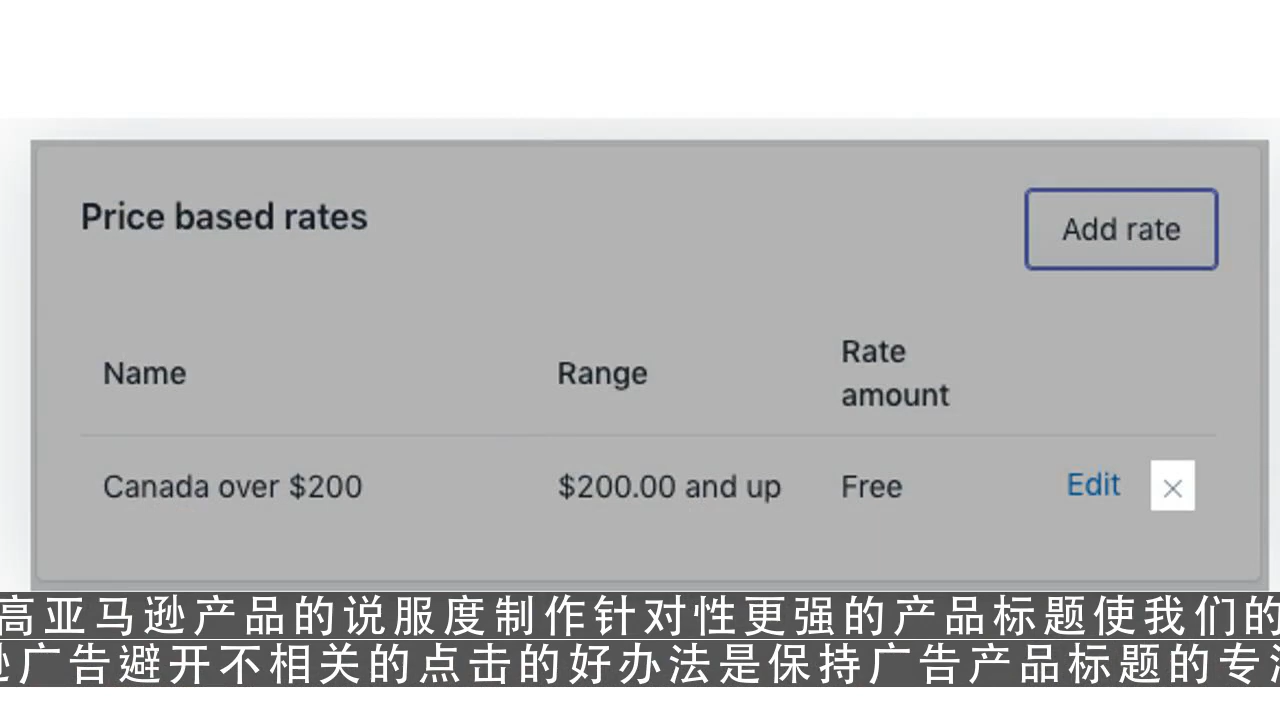 Price based rates
Add rate
Name
Range
Rate amount
Canada over $200
$200.00 and up
Free
Edit
高亚马逊产品的说服度制作针对性更强的产品标题使我们的
广告避开不相关的点击的好办法是保持广告产品标题的专